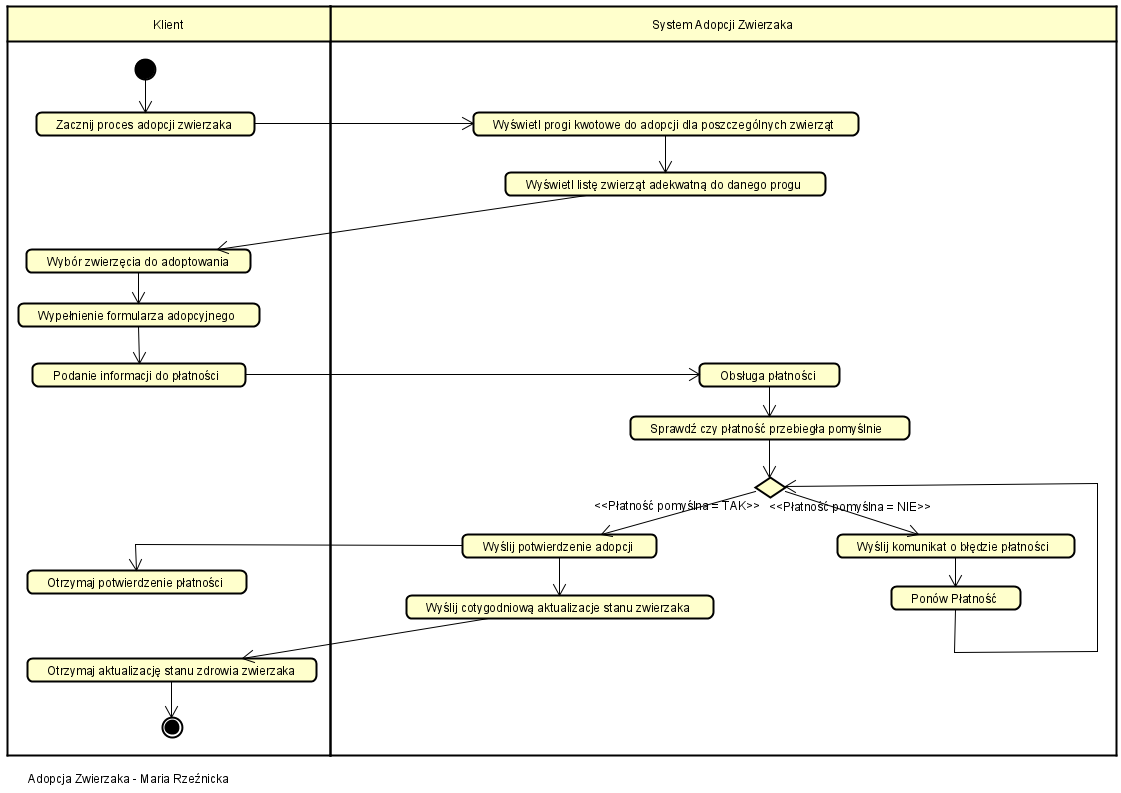 Klient
System Adopcji Zwierzaka
Zacznij proces adopcji zwierzaka
Wyświetl progi kwotowe do adopcji dla poszczególnych zwierząt
Wyświetl listę zwierząt adekwatną do danego progu
Wybór zwierzęcia do adoptowania
Wypełnienie formularza adopcyjnego
Podanie informacji do płatności
Obsługa płatności
Sprawdź czy płatność przebiegła pomyślnie
<<Płatność pomyślna = TAK>>
<<Płatność pomyślna = NIE>>
Wyślij potwierdzenie adopcji
Wyślij komunikat o błędzie płatności
Otrzymaj potwierdzenie płatności
Ponów Płatność
Wyślij cotygodniową aktualizacje stanu zwierzaka
Otrzymaj aktualizację stanu zdrowia zwierzaka
Adopcja Zwierzaka - Maria Rzeźnicka